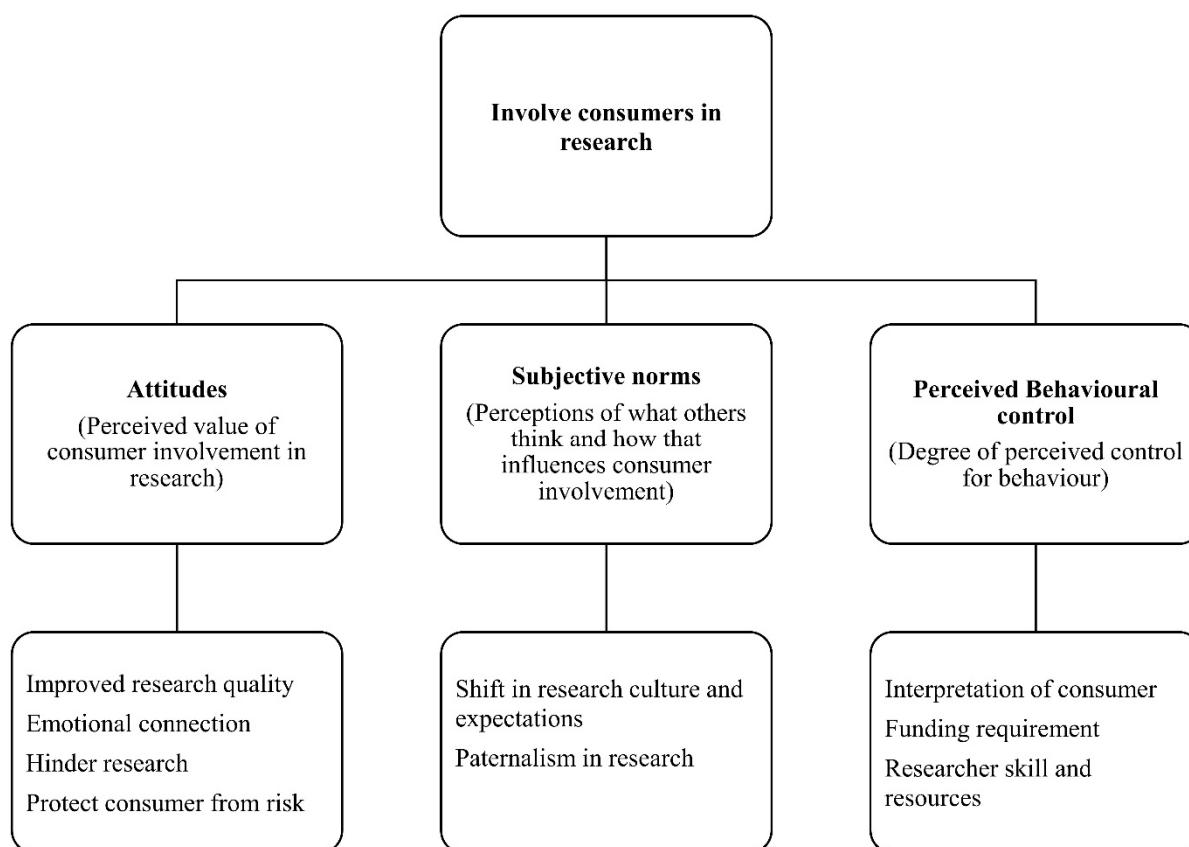 Involve consumers in
research
Attitudes
(Perceived value of
consumer involvement in
research)
Subjective norms
(Perceptions of what others
think and how that
influences consumer
involvement)
Perceived Behavioural
control
(Degree of perceived control
for behaviour)
Improved research quality
Emotional connection
Hinder research
Protect consumer from risk
Shift in research culture and
expectations
Paternalism in research
Interpretation of consumer
Funding requirement
Researcher skill and
resources